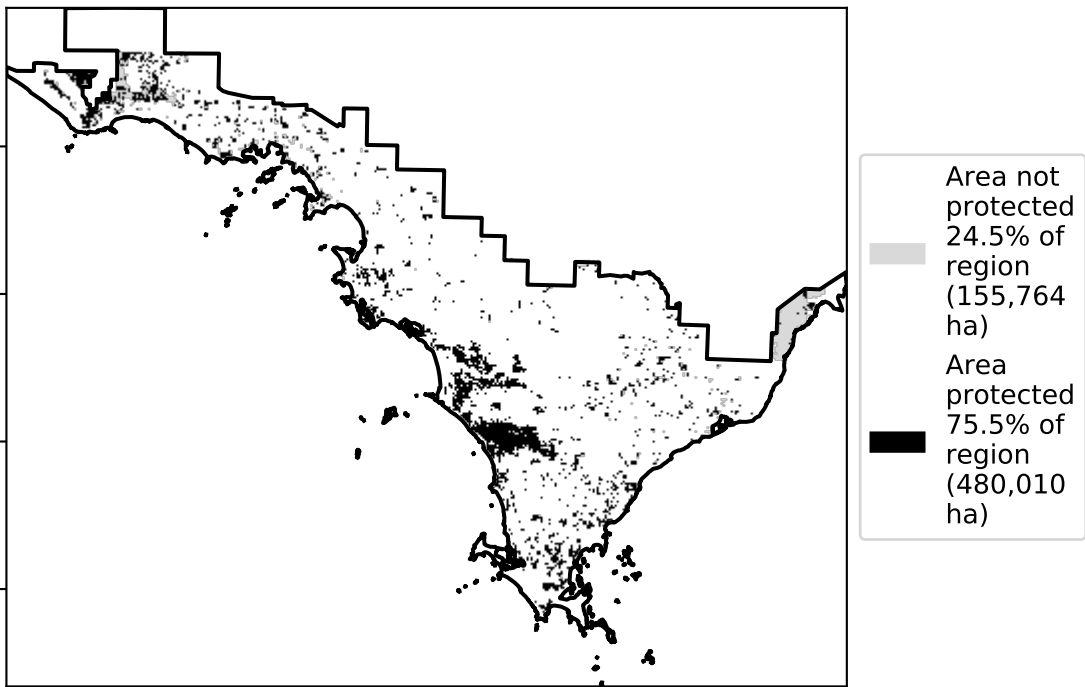 Area not
protected
24.5% of
region
(155,764
ha)
Area
protected
75.5% of
region
(480,010
ha)